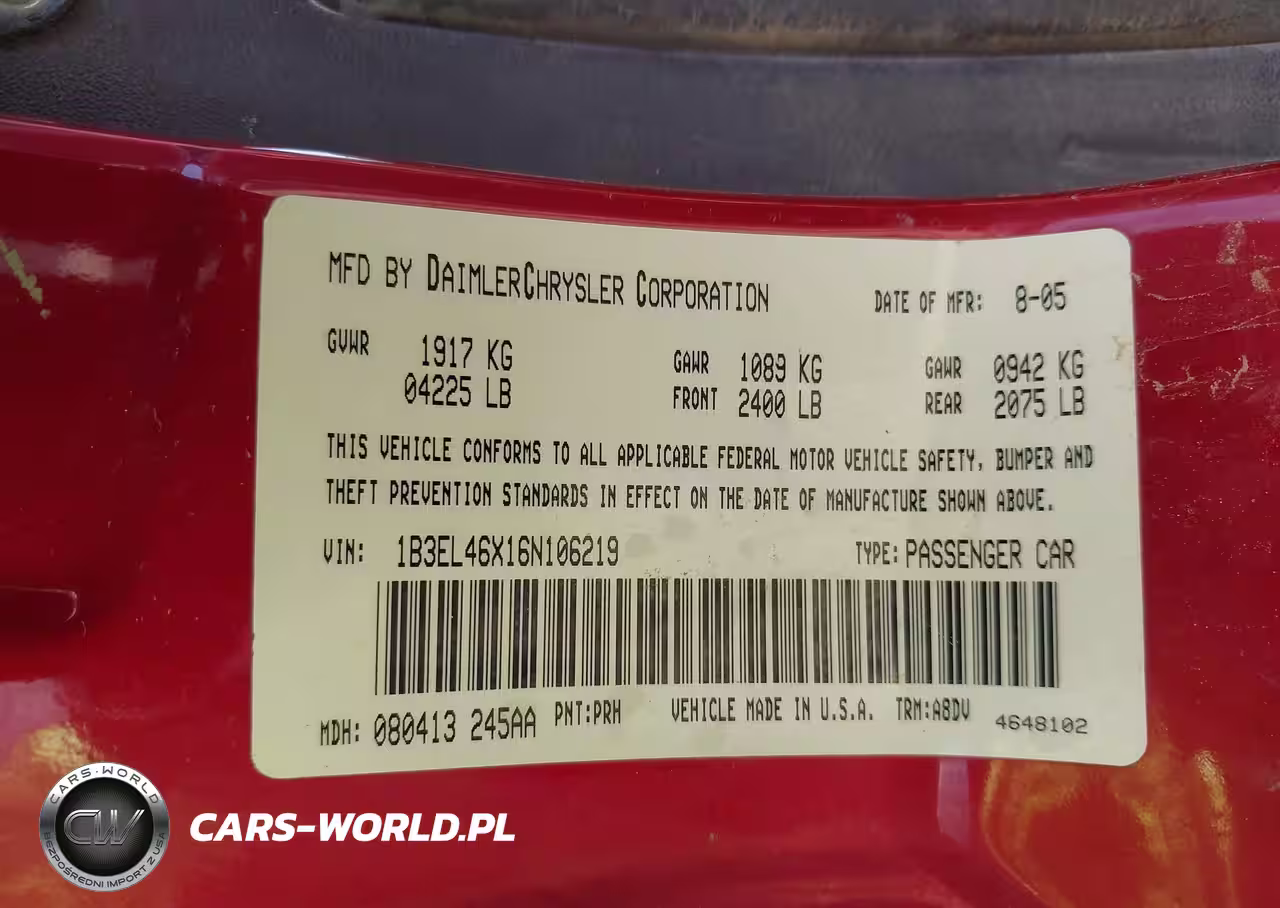 MFD BY DAIMLERCHRYSLER CORPORATION DATE OF MFR: 8-05
GVWR 1917 KG GAWR 1089 KG GAWR 0942 KG
04225 LB FRONT 2400 LB REAR 2075 LB
THIS VEHICLE CONFORMS TO ALL APPLICABLE FEDERAL MOTOR VEHICLE SAFETY, BUMPER AND
THEFT PREVENTION STANDARDS IN EFFECT ON THE DATE OF MANUFACTURE SHOWN ABOVE.
VIN: 1B3EL46X16N106219 TYPE: PASSENGER CAR
MDH: 080413 245AA PNT:PRH VEHICLE MADE IN U.S.A. TRM:A8DV 4648102
CARS-WORLD
CW
BEZPOŚREDNI IMPORT Z USA
CARS-WORLD.PL